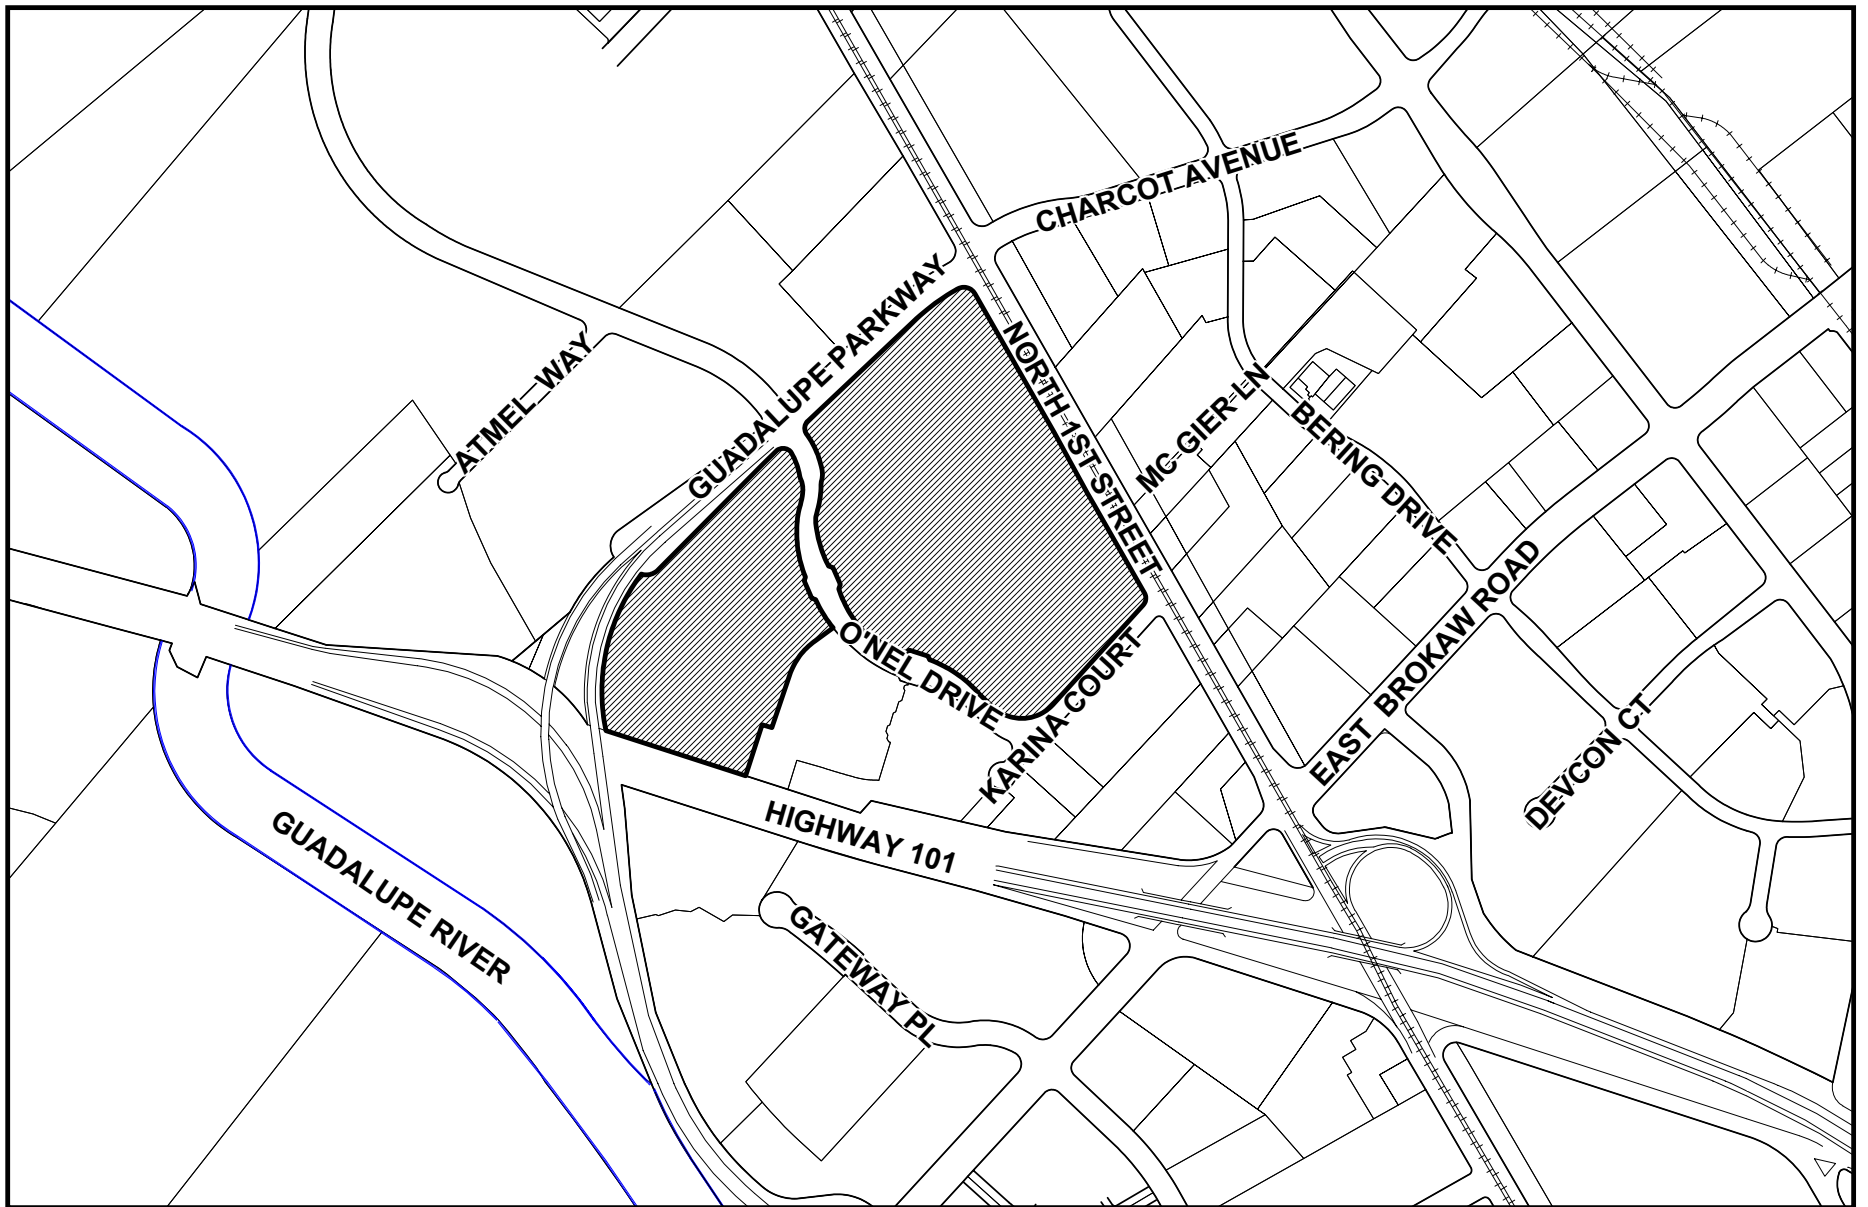 CHARCOT AVENUE
GUADALUPE PARKWAY
ATMEL WAY
NORTH 1ST STREET
MC GIER LN
BERING DRIVE
O'NEL DRIVE
KARINA COURT
EAST BROKAW ROAD
DEVCON CT
HIGHWAY 101
GUADALUPE RIVER
GATEWAY PL